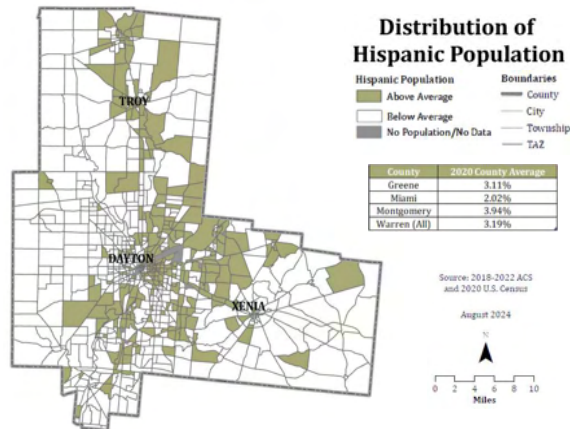 Distribution of
Hispanic Population
Hispanic Population
Above Average
Below Average
No Population/No Data
Boundaries
County
City
Township
TAZ
County 2020 County Average
Greene 3.11%
Miami 2.02%
Montgomery 3.94%
Warren (All) 3.19%
Source: 2018-2022 ACS
and 2020 U.S. Census
August 2024
N
0 2 4 6 8 10
Miles
TROY
DAYTON
XENIA